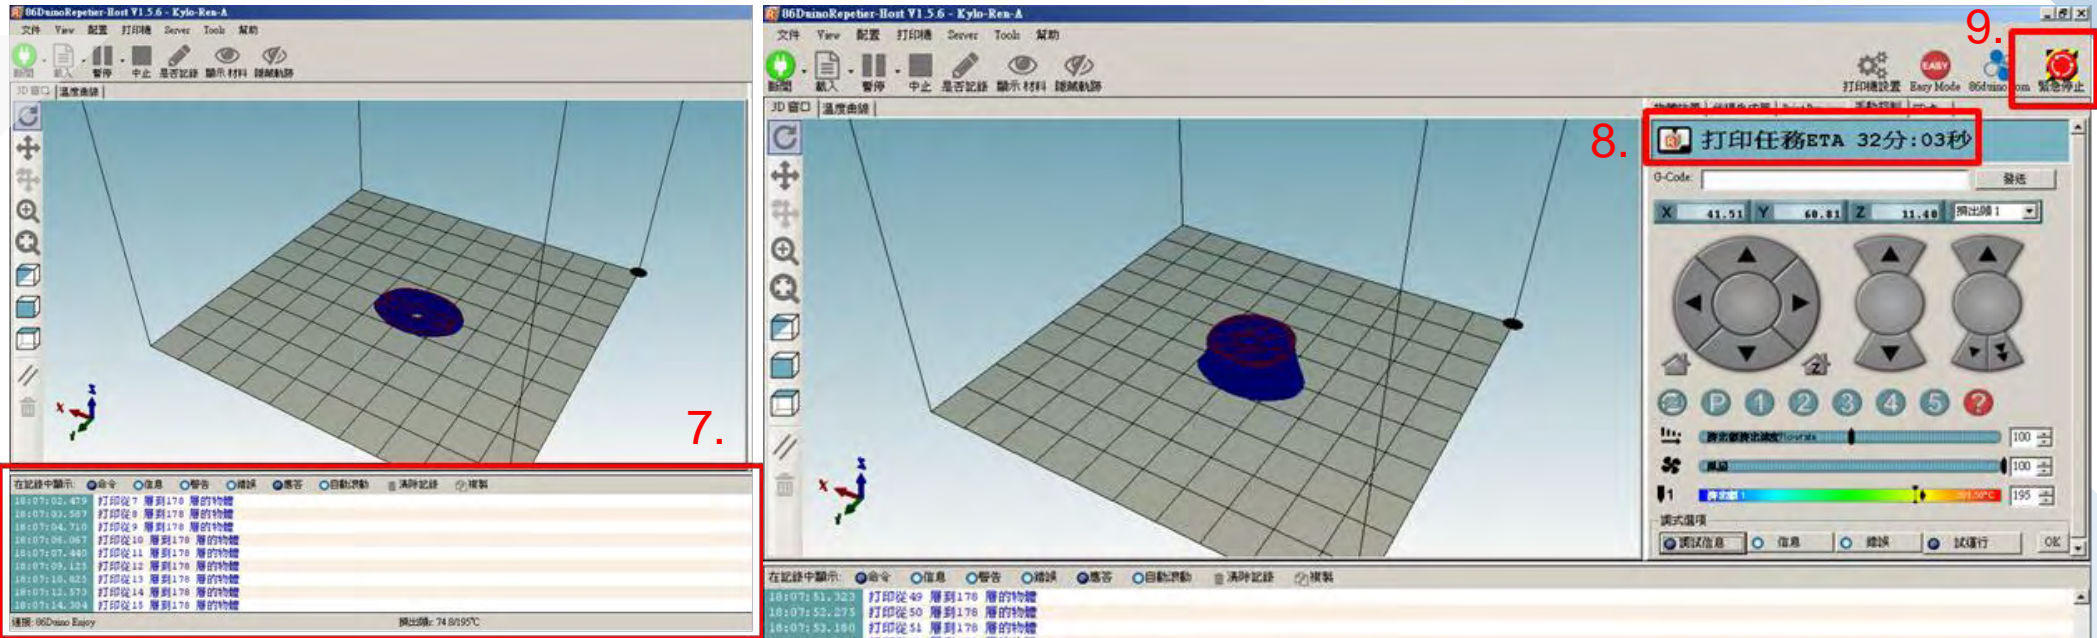 86DuinoRepetier-Host V1.5.6 - Kylo-Ren-A
文件 View 配置 打印機 Server Tools 幫助
斷開 載入 暫停 中止 是否記錄 顯示材料 隱藏軌跡
3D 窗口 溫度曲線
7.
在記錄中顯示: 命令 信息 警告 錯誤 應答 自動滾動 清除記錄 複製
18:07:02.479 打印從7 層到178 層的物體
18:07:03.587 打印從8 層到178 層的物體
18:07:04.710 打印從9 層到178 層的物體
18:07:06.067 打印從10 層到178 層的物體
18:07:07.440 打印從11 層到178 層的物體
18:07:09.125 打印從12 層到178 層的物體
18:07:10.825 打印從13 層到178 層的物體
18:07:12.573 打印從14 層到178 層的物體
18:07:14.304 打印從15 層到178 層的物體
連接: 86Duino Enjoy 擠出頭: 74.8/195℃
86DuinoRepetier-Host V1.5.6 - Kylo-Ren-A
文件 View 配置 打印機 Server Tools 幫助
9.
斷開 載入 暫停 中止 是否記錄 顯示材料 隱藏軌跡 打印機設置 Easy Mode 86duino.com 緊急停止
EASY
3D 窗口 溫度曲線
8.
打印任務ETA 32分:03秒
G-Code: 發送
X 41.51 Y 60.81 Z 11.40 擠出頭 1
Z
P 1 2 3 4 5 ?
100
風扇 100
1 擠出頭 1 195
調試選項
調試信息 信息 錯誤 試運行 OK
在記錄中顯示: 命令 信息 警告 錯誤 應答 自動滾動 清除記錄 複製
18:07:51.323 打印從49 層到178 層的物體
18:07:52.275 打印從50 層到178 層的物體
18:07:53.180 打印從51 層到178 層的物體